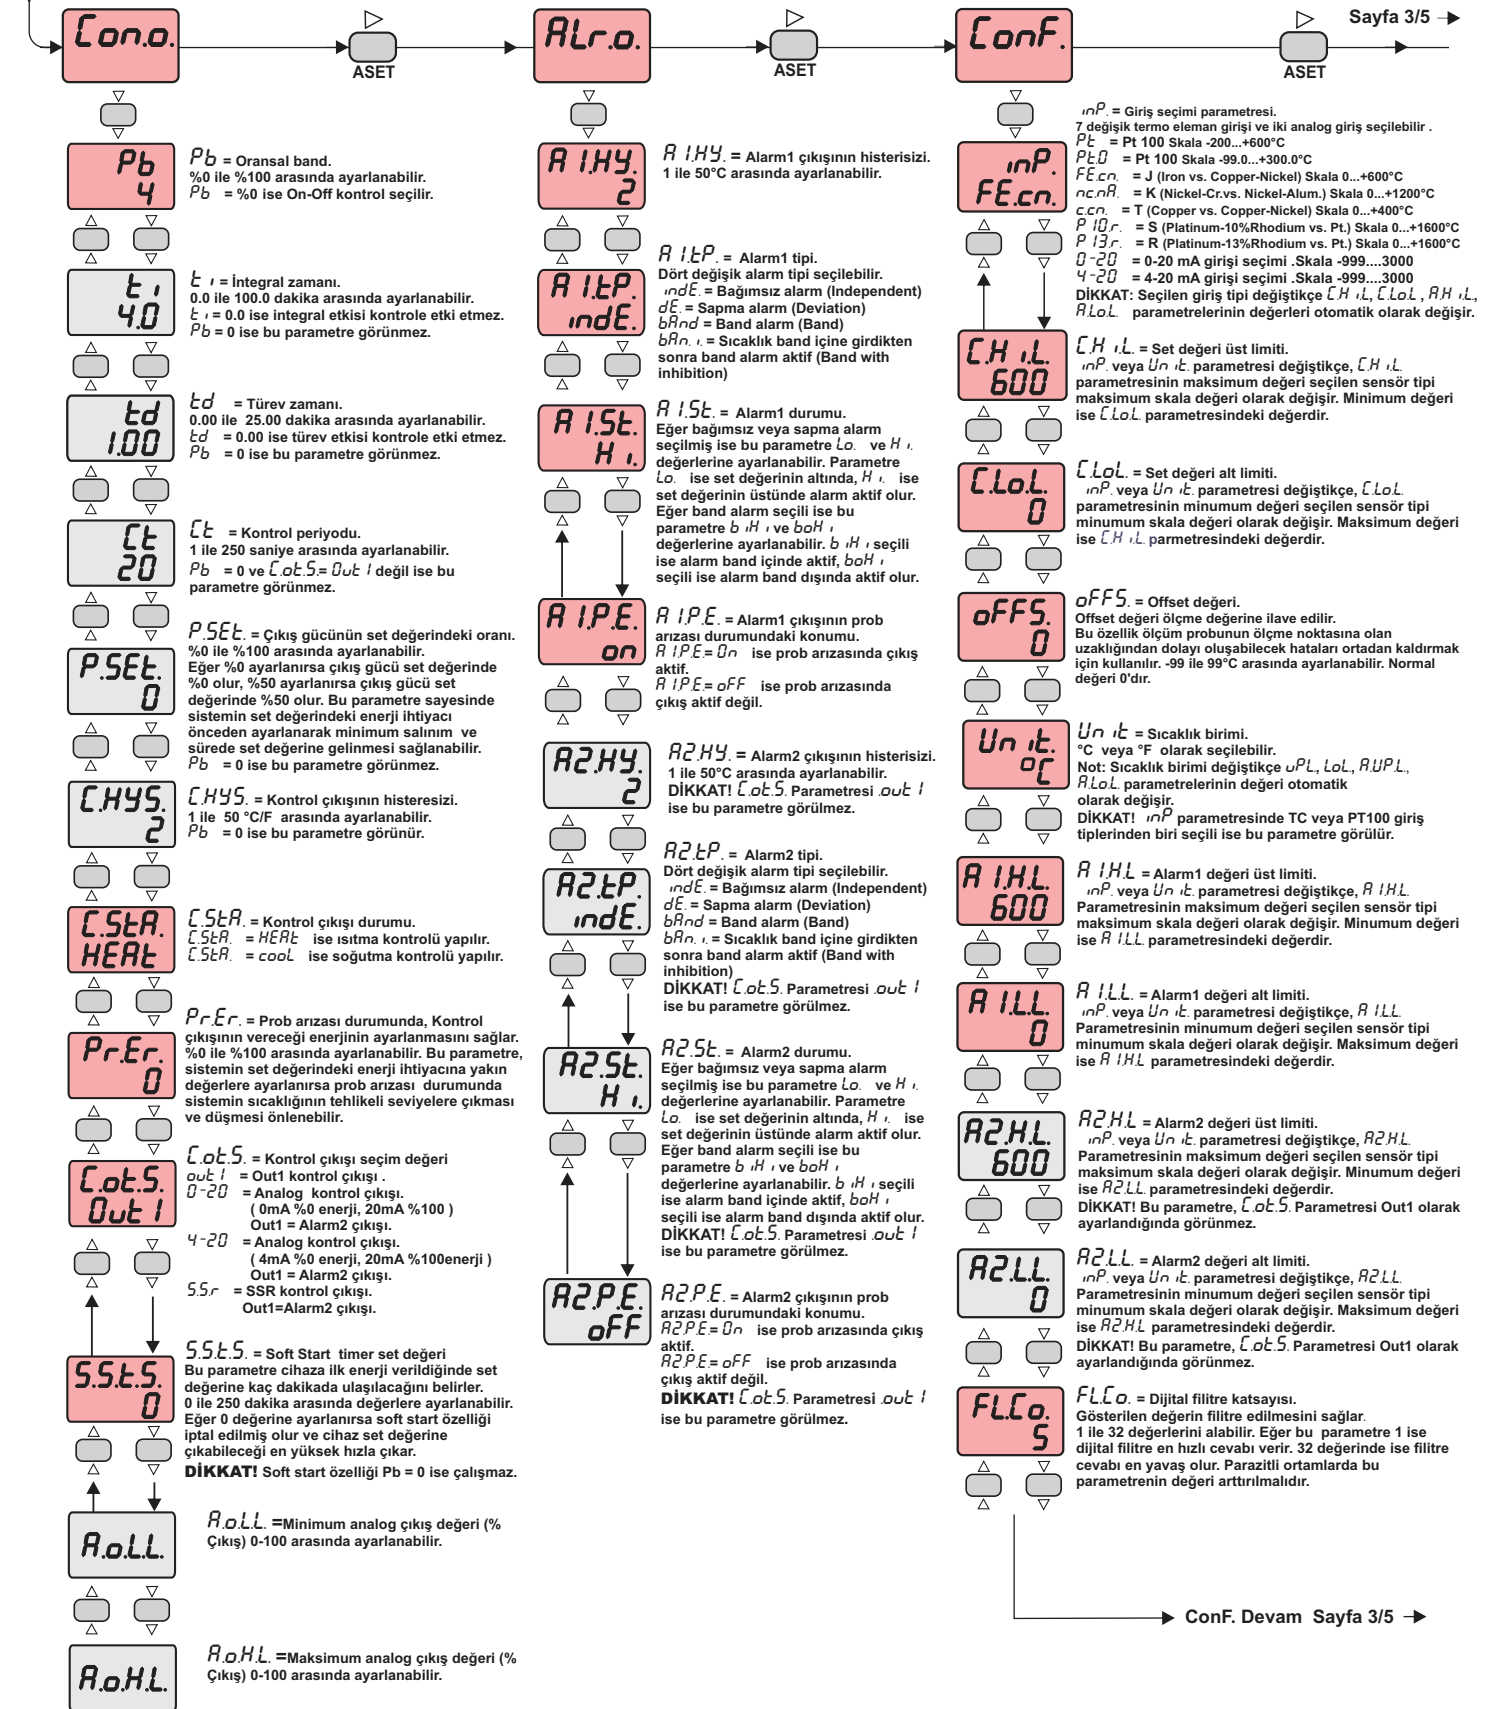 Con.o.
ASET
Pb
4
Pb = Oransal band.
%0 ile %100 arasında ayarlanabilir.
Pb = %0 ise On-Off kontrol seçilir.
ti
4.0
ti = İntegral zamanı.
0.0 ile 100.0 dakika arasında ayarlanabilir.
ti = 0.0 ise integral etkisi kontrole etki etmez.
Pb = 0 ise bu parametre görünmez.
td
1.00
td = Türev zamanı.
0.00 ile 25.00 dakika arasında ayarlanabilir.
td = 0.00 ise türev etkisi kontrole etki etmez.
Pb = 0 ise bu parametre görünmez.
Ct
20
Ct = Kontrol periyodu.
1 ile 250 saniye arasında ayarlanabilir.
Pb = 0 ve C.ot.S.= Out 1 değil ise bu
parametre görünmez.
P.SEt.
0
P.SEt. = Çıkış gücünün set değerindeki oranı.
%0 ile %100 arasında ayarlanabilir.
Eğer %0 ayarlanırsa çıkış gücü set değerinde
%0 olur, %50 ayarlanırsa çıkış gücü set
değerinde %50 olur. Bu parametre sayesinde
sistemin set değerindeki enerji ihtiyacı
önceden ayarlanarak minimum salınım ve
sürede set değerine gelinmesi sağlanabilir.
Pb = 0 ise bu parametre görünmez.
C.HYS.
2
C.HYS. = Kontrol çıkışının histeresizi.
1 ile 50 °C/F arasında ayarlanabilir.
Pb = 0 ise bu parametre görünür.
C.StA.
HEAt
C.StA. = Kontrol çıkışı durumu.
C.StA. = HEAt ise ısıtma kontrolü yapılır.
C.StA. = cooL ise soğutma kontrolü yapılır.
Pr.Er.
0
Pr.Er. = Prob arızası durumunda, Kontrol
çıkışının vereceği enerjinin ayarlanmasını sağlar.
%0 ile %100 arasında ayarlanabilir. Bu parametre,
sistemin set değerindeki enerji ihtiyacına yakın
değerlere ayarlanırsa prob arızası durumunda
sistemin sıcaklığının tehlikeli seviyelere çıkması
ve düşmesi önlenebilir.
C.ot.S.
Out 1
C.ot.S. = Kontrol çıkışı seçim değeri
out 1 = Out1 kontrol çıkışı .
0-20 = Analog kontrol çıkışı.
( 0mA %0 enerji, 20mA %100 )
Out1 = Alarm2 çıkışı.
4-20 = Analog kontrol çıkışı.
( 4mA %0 enerji, 20mA %100enerji )
Out1 = Alarm2 çıkışı.
S.S.r = SSR kontrol çıkışı.
Out1=Alarm2 çıkışı.
S.S.t.S.
0
S.S.t.S. = Soft Start timer set değeri
Bu parametre cihaza ilk enerji verildiğinde set
değerine kaç dakikada ulaşılacağını belirler.
0 ile 250 dakika arasında değerlere ayarlanabilir.
Eğer 0 değerine ayarlanırsa soft start özelliği
iptal edilmiş olur ve cihaz set değerine
çıkabileceği en yüksek hızla çıkar.
DİKKAT! Soft start özelliği Pb = 0 ise çalışmaz.
A.o.L.L.
A.o.L.L. =Minimum analog çıkış değeri (%
Çıkış) 0-100 arasında ayarlanabilir.
A.o.H.L.
A.o.H.L. =Maksimum analog çıkış değeri (%
Çıkış) 0-100 arasında ayarlanabilir.
ALr.o.
ASET
A1.HY.
2
A1.HY. = Alarm1 çıkışının histerisizi.
1 ile 50°C arasında ayarlanabilir.
A1.tP.
indE.
A1.tP. = Alarm1 tipi.
Dört değişik alarm tipi seçilebilir.
indE. = Bağımsız alarm (Independent)
dE. = Sapma alarm (Deviation)
bAnd = Band alarm (Band)
bAn.i. = Sıcaklık band içine girdikten
sonra band alarm aktif (Band with
inhibition)
A1.St.
Hi.
A1.St. = Alarm1 durumu.
Eğer bağımsız veya sapma alarm
seçilmiş ise bu parametre Lo. ve Hi.
değerlerine ayarlanabilir. Parametre
Lo. ise set değerinin altında, Hi. ise
set değerinin üstünde alarm aktif olur.
Eğer band alarm seçili ise bu
parametre biHi ve boHi
değerlerine ayarlanabilir. biHi seçili
ise alarm band içinde aktif, boHi
seçili ise alarm band dışında aktif olur.
A1.P.E.
on
A1.P.E. = Alarm1 çıkışının prob
arızası durumundaki konumu.
A1.P.E.= On ise prob arızasında çıkış
aktif.
A1.P.E.= oFF ise prob arızasında
çıkış aktif değil.
A2.HY.
2
A2.HY. = Alarm2 çıkışının histerisizi.
1 ile 50°C arasında ayarlanabilir.
DİKKAT! C.ot.S. Parametresi .out 1
ise bu parametre görülmez.
A2.tP.
indE.
A2.tP. = Alarm2 tipi.
Dört değişik alarm tipi seçilebilir.
indE. = Bağımsız alarm (Independent)
dE. = Sapma alarm (Deviation)
bAnd = Band alarm (Band)
bAn.i. = Sıcaklık band içine girdikten
sonra band alarm aktif (Band with
inhibition)
DİKKAT! C.ot.S. Parametresi .out 1
ise bu parametre görülmez.
A2.St.
Hi.
A2.St. = Alarm2 durumu.
Eğer bağımsız veya sapma alarm
seçilmiş ise bu parametre Lo. ve Hi.
değerlerine ayarlanabilir. Parametre
Lo. ise set değerinin altında, Hi. ise
set değerinin üstünde alarm aktif olur.
Eğer band alarm seçili ise bu
parametre biHi ve boHi
değerlerine ayarlanabilir. biHi seçili
ise alarm band içinde aktif, boHi
seçili ise alarm band dışında aktif olur.
DİKKAT! C.ot.S. Parametresi .out 1
ise bu parametre görülmez.
A2.P.E.
oFF
A2.P.E. = Alarm2 çıkışının prob
arızası durumundaki konumu.
A2.P.E.= On ise prob arızasında çıkış
aktif.
A2.P.E.= oFF ise prob arızasında
çıkış aktif değil.
DİKKAT! C.ot.S. Parametresi .out 1
ise bu parametre görülmez.
ConF.
ASET
Sayfa 3/5
inP.
FE.cn.
inP. = Giriş seçimi parametresi.
7 değişik termo eleman girişi ve iki analog giriş seçilebilir .
Pt = Pt 100 Skala -200...+600°C
Pt.0 = Pt 100 Skala -99.0...+300.0°C
FE.cn. = J (Iron vs. Copper-Nickel) Skala 0...+600°C
nc.nA. = K (Nickel-Cr.vs. Nickel-Alum.) Skala 0...+1200°C
c.cn. = T (Copper vs. Copper-Nickel) Skala 0...+400°C
P10.r. = S (Platinum-10%Rhodium vs. Pt.) Skala 0...+1600°C
P13.r. = R (Platinum-13%Rhodium vs. Pt.) Skala 0...+1600°C
0-20 = 0-20 mA girişi seçimi .Skala -999....3000
4-20 = 4-20 mA girişi seçimi .Skala -999....3000
DİKKAT: Seçilen giriş tipi değiştikçe C.Hi.L, C.Lo.L , A.Hi.L,
A.Lo.L. parametrelerinin değerleri otomatik olarak değişir.
C.Hi.L.
600
C.Hi.L. = Set değeri üst limiti.
inP. veya Unit. parametresi değiştikçe, C.Hi.L.
parametresinin maksimum değeri seçilen sensör tipi
maksimum skala değeri olarak değişir. Minimum değeri
ise C.Lo.L. parametresindeki değerdir.
C.Lo.L.
0
C.LoL. = Set değeri alt limiti.
inP. veya Unit. parametresi değiştikçe, C.Lo.L.
parametresinin minumum değeri seçilen sensör tipi
minumum skala değeri olarak değişir. Maksimum değeri
ise C.Hi.L. parmetresindeki değerdir.
oFFS.
0
oFFS. = Offset değeri.
Offset değeri ölçme değerine ilave edilir.
Bu özellik ölçüm probunun ölçme noktasına olan
uzaklığından dolayı oluşabilecek hataları ortadan kaldırmak
için kullanılır. -99 ile 99°C arasında ayarlanabilir. Normal
değeri 0'dır.
Unit.
°C
Unit = Sıcaklık birimi.
°C veya °F olarak seçilebilir.
Not: Sıcaklık birimi değiştikçe uPL., LoL., A.UP.L.,
A.Lo.L. parametrelerinin değeri otomatik
olarak değişir.
DİKKAT! inP parametresinde TC veya PT100 giriş
tiplerinden biri seçili ise bu parametre görülür.
A1.H.L.
600
A1.H.L = Alarm1 değeri üst limiti.
inP. veya Unit. parametresi değiştikçe, A1.H.L.
Parametresinin maksimum değeri seçilen sensör tipi
maksimum skala değeri olarak değişir. Minumum değeri
ise A1.L.L. parametresindeki değerdir.
A1.L.L.
0
A1.L.L. = Alarm1 değeri alt limiti.
inP. veya Unit. parametresi değiştikçe, A1.L.L.
Parametresinin minumum değeri seçilen sensör tipi
minumum skala değeri olarak değişir. Maksimum değeri
ise A1.H.L parametresindeki değerdir.
A2.H.L.
600
A2.H.L = Alarm2 değeri üst limiti.
inP. veya Unit. parametresi değiştikçe, A2.H.L.
Parametresinin maksimum değeri seçilen sensör tipi
maksimum skala değeri olarak değişir. Minumum değeri
ise A2.L.L. parametresindeki değerdir.
DİKKAT! Bu parametre, C.ot.S. Parametresi Out1 olarak
ayarlandığında görünmez.
A2.L.L.
0
A2.L.L. = Alarm2 değeri alt limiti.
inP. veya Unit. parametresi değiştikçe, A2.L.L.
Parametresinin minumum değeri seçilen sensör tipi
minumum skala değeri olarak değişir. Maksimum değeri
ise A2.H.L parametresindeki değerdir.
DİKKAT! Bu parametre, C.ot.S. Parametresi Out1 olarak
ayarlandığında görünmez.
FL.Co.
5
FL.Co. = Dijital filitre katsayısı.
Gösterilen değerin filitre edilmesini sağlar.
1 ile 32 değerlerini alabilir. Eğer bu parametre 1 ise
dijital filitre en hızlı cevabı verir. 32 değerinde ise filitre
cevabı en yavaş olur. Parazitli ortamlarda bu
parametrenin değeri arttırılmalıdır.
ConF. Devam Sayfa 3/5